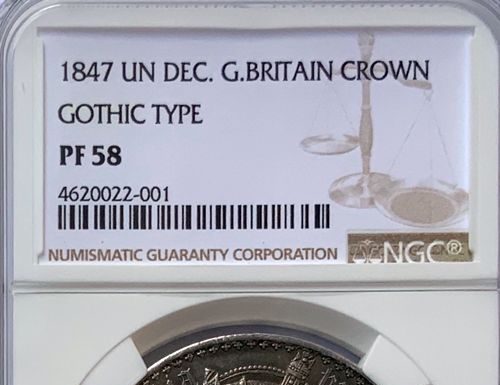 1847 UN DEC. G.BRITAIN CROWN
GOTHIC TYPE
PF 58
4620022-001
NUMISMATIC GUARANTY CORPORATION
NGC®